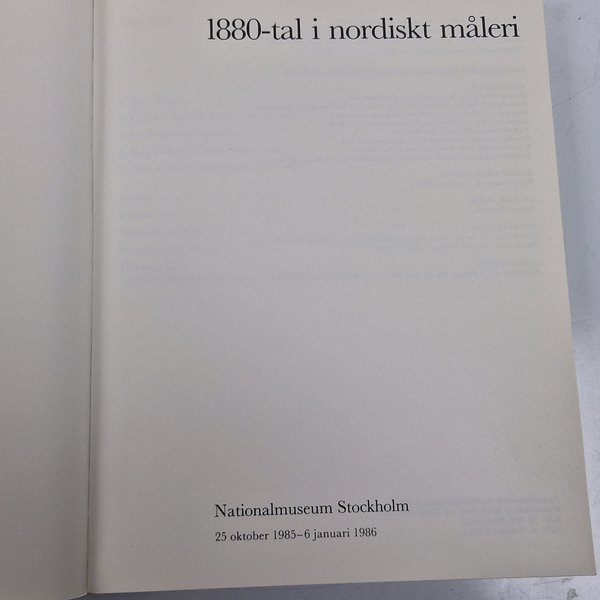 1880-tal i nordiskt måleri
Nationalmuseum Stockholm
25 oktober 1985–6 januari 1986